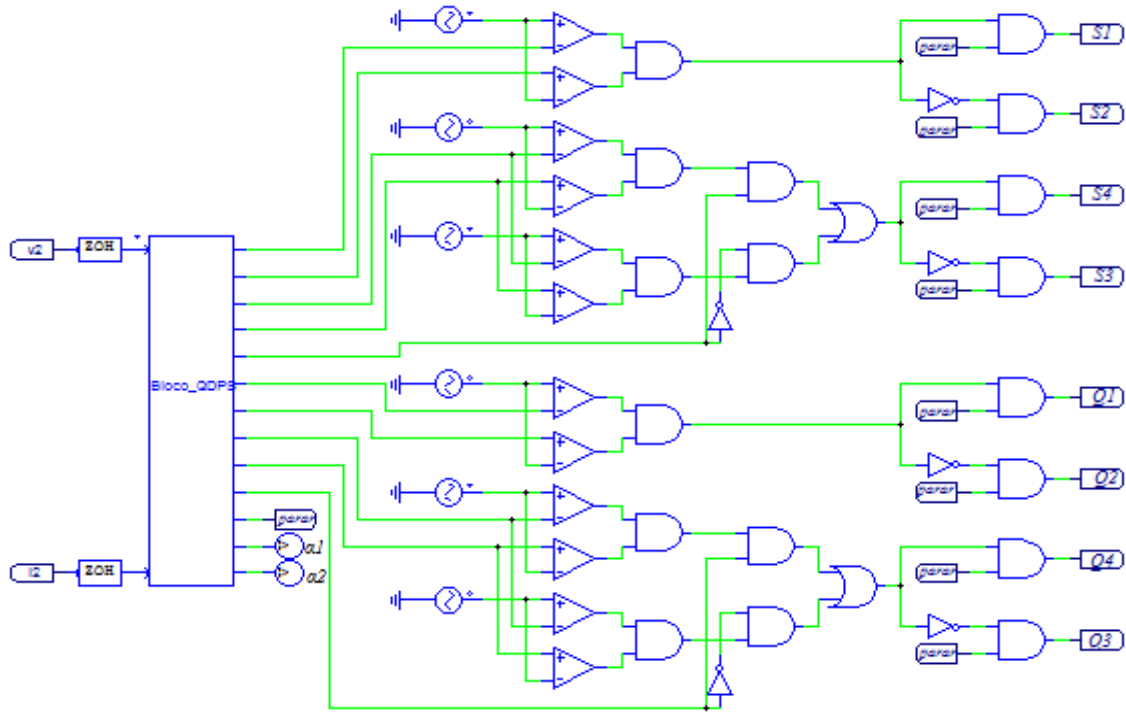 S1
parar
S2
parar
S4
parar
v2
ZOH
S3
parar
Bloco_QDPS
Q1
parar
Q2
parar
parar
α1
Q4
i2
ZOH
α2
parar
Q3
parar